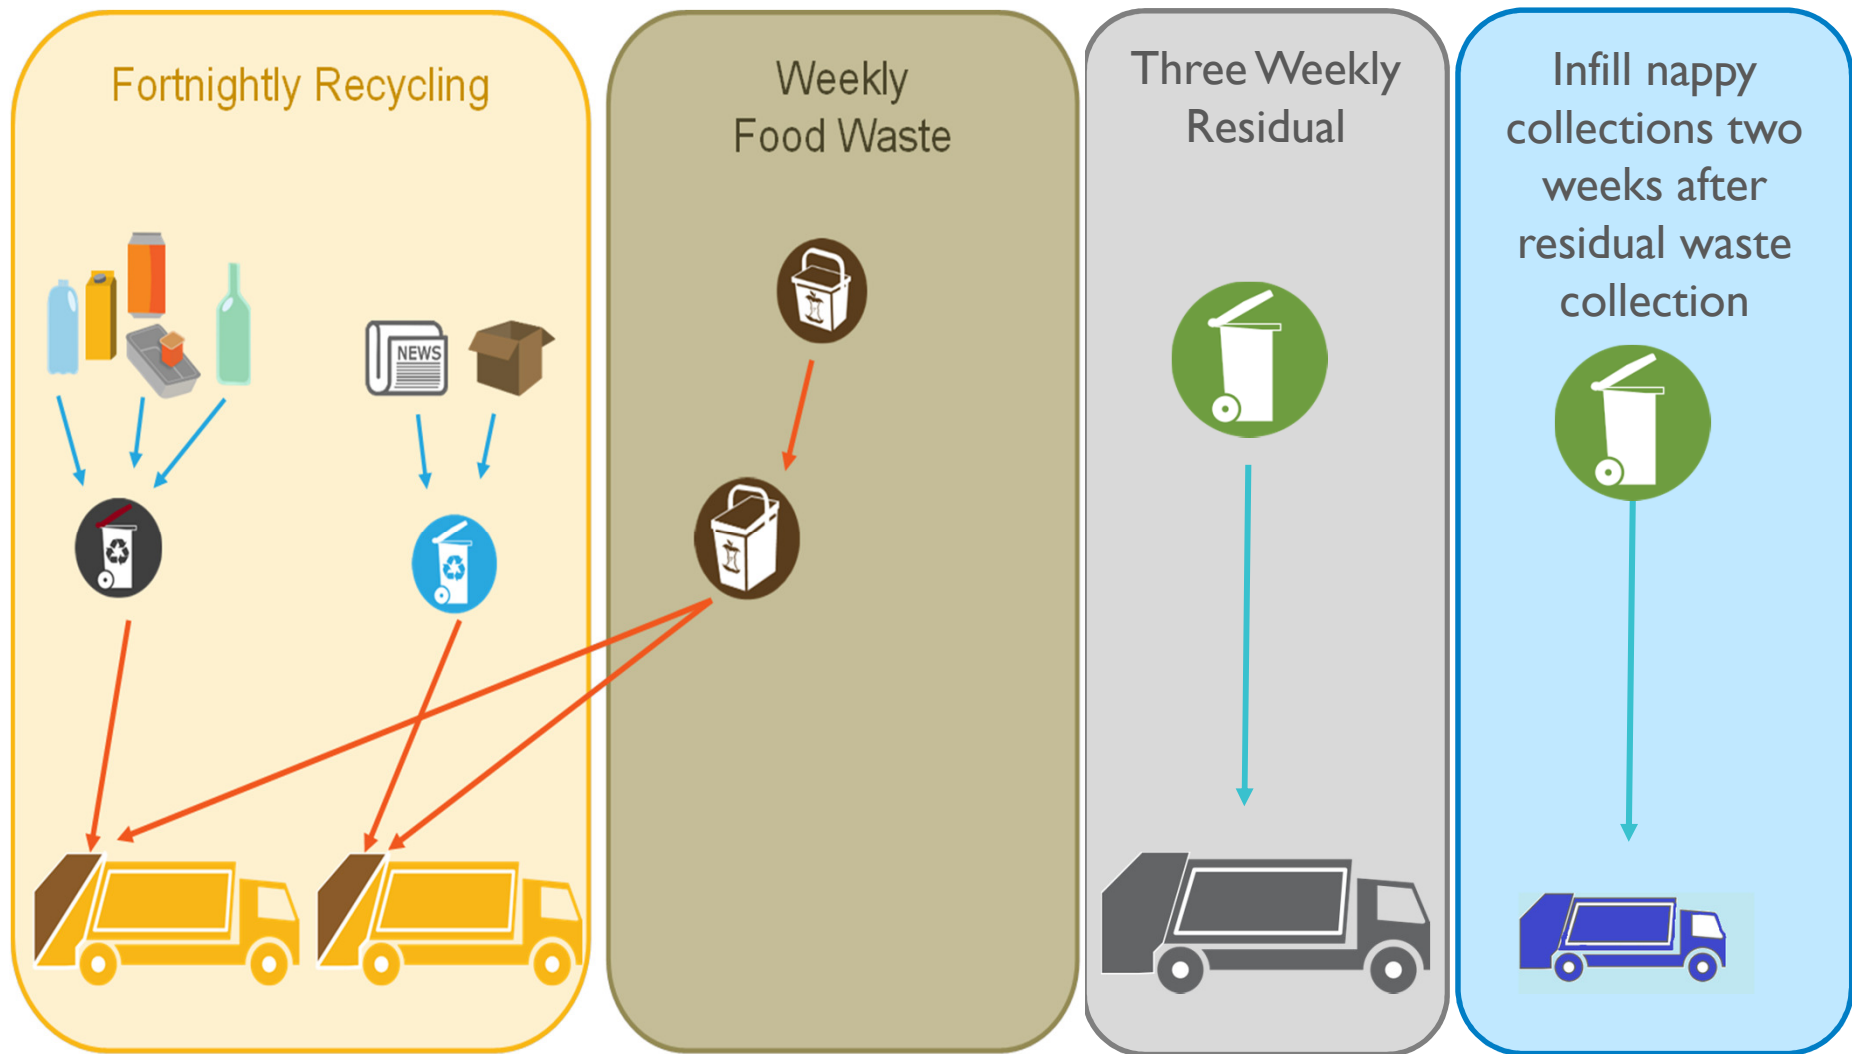 Fortnightly Recycling
NEWS
Weekly
Food Waste
Three Weekly
Residual
Infill nappy
collections two
weeks after
residual waste
collection